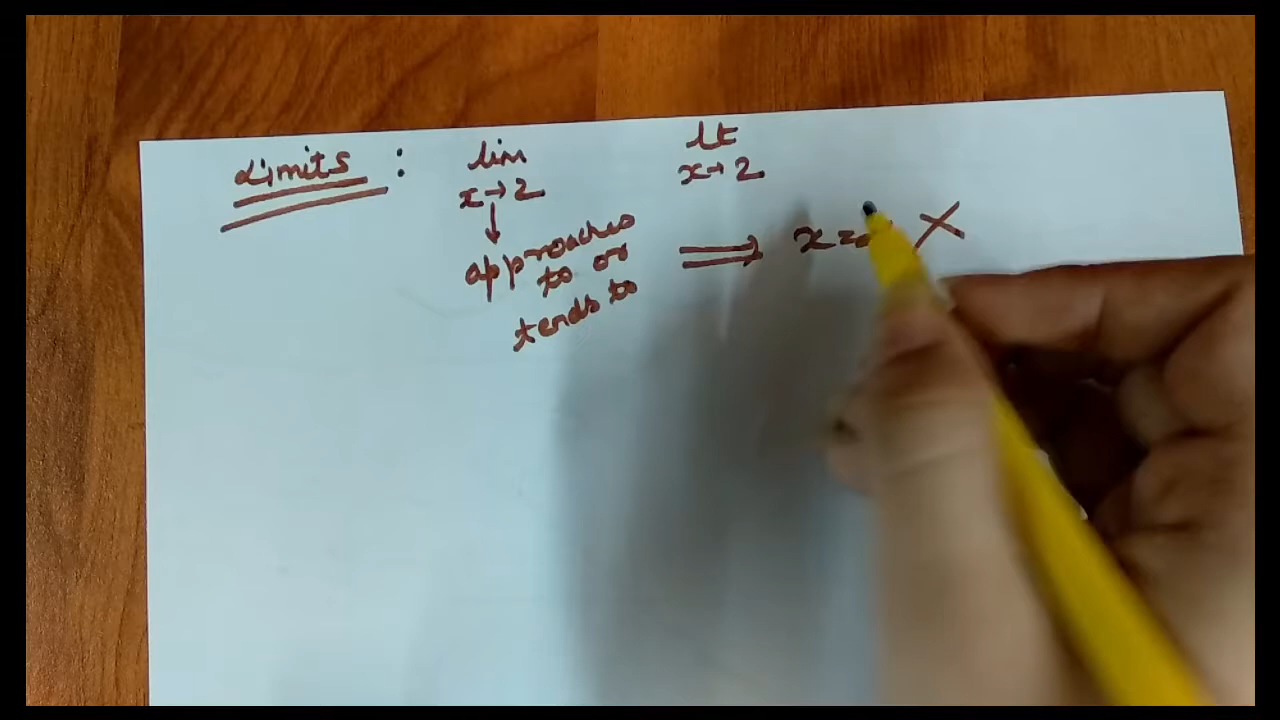 Limits :
lim
x→2
↓
approaches
to or
tends to
lt
x→2
⟹ x= ✗